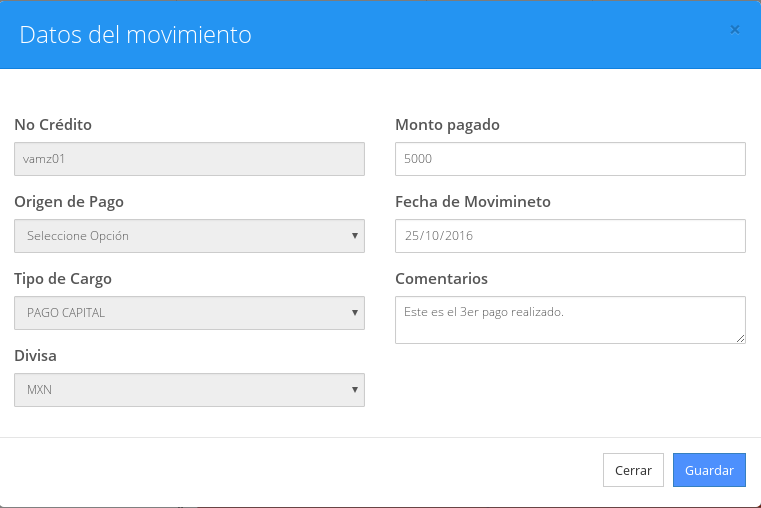 Datos del movimiento
×
No Crédito
vamz01
Origen de Pago
Seleccione Opción
Tipo de Cargo
PAGO CAPITAL
Divisa
MXN
Monto pagado
5000
Fecha de Movimineto
25/10/2016
Comentarios
Este es el 3er pago realizado.
Cerrar
Guardar